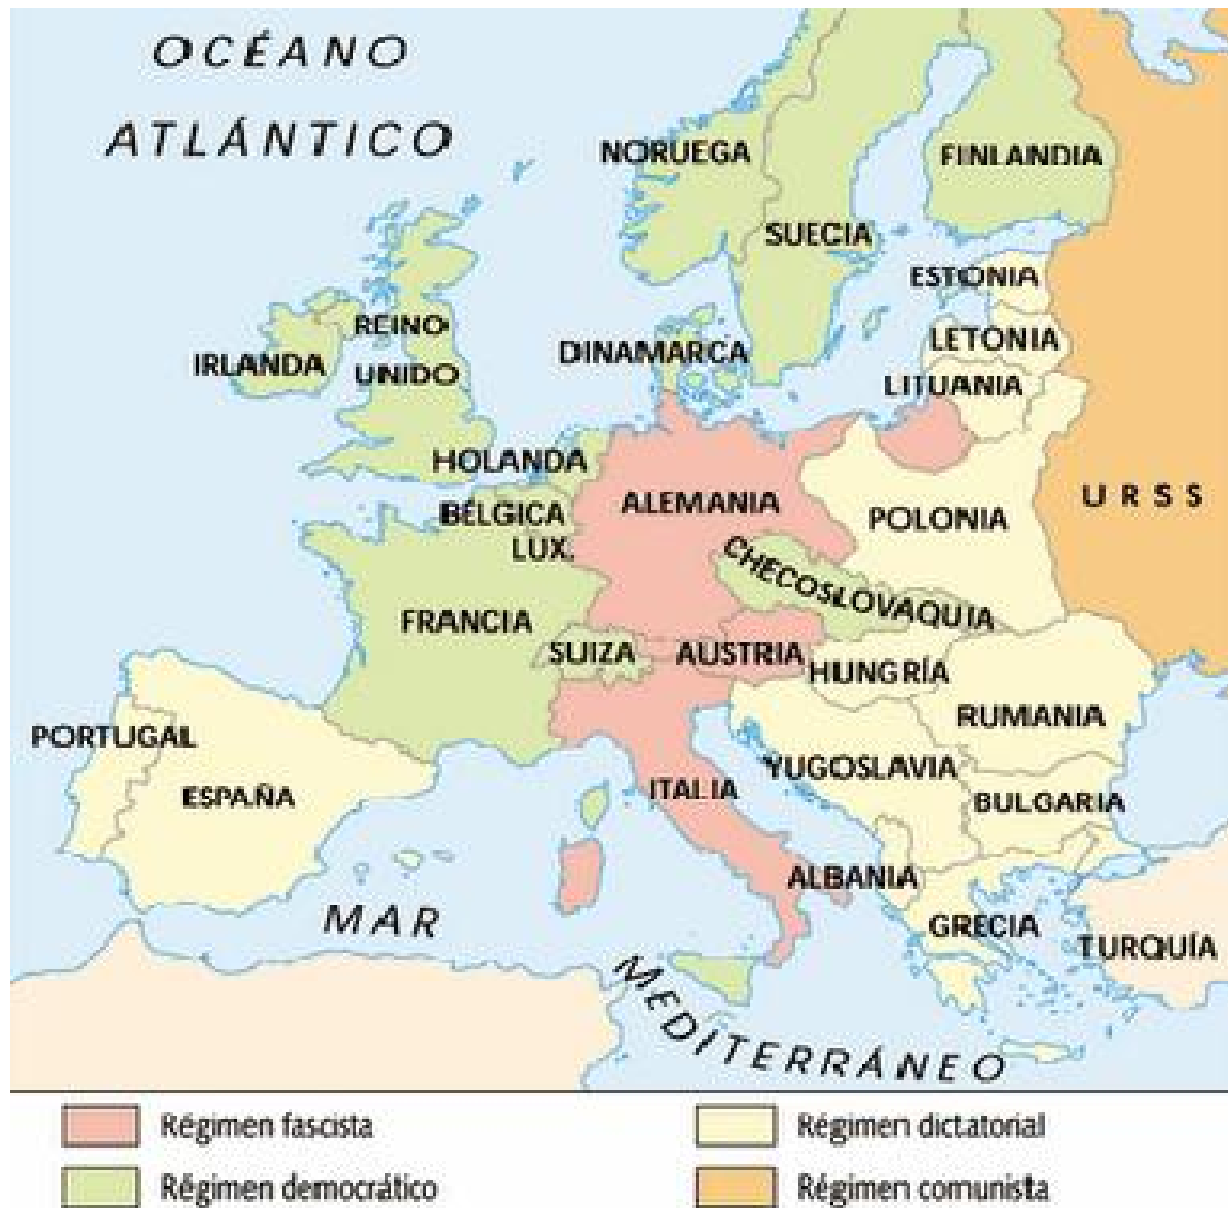 OCÉANO
ATLÁNTICO
NORUEGA
FINLANDIA
SUECIA
ESTONIA
REINO
UNIDO
IRLANDA
DINAMARCA
LETONIA
LITUANIA
HOLANDA
BÉLGICA
LUX.
ALEMANIA
POLONIA
URSS
CHECOSLOVAQUIA
FRANCIA
SUIZA
AUSTRIA
HUNGRÍA
RUMANIA
PORTUGAL
ESPAÑA
ITALIA
YUGOSLAVIA
BULGARIA
ALBANIA
GRECIA
TURQUÍA
MAR
MEDITERRÁNEO
Régimen fascista
Régimen dictatorial
Régimen democrático
Régimen comunista